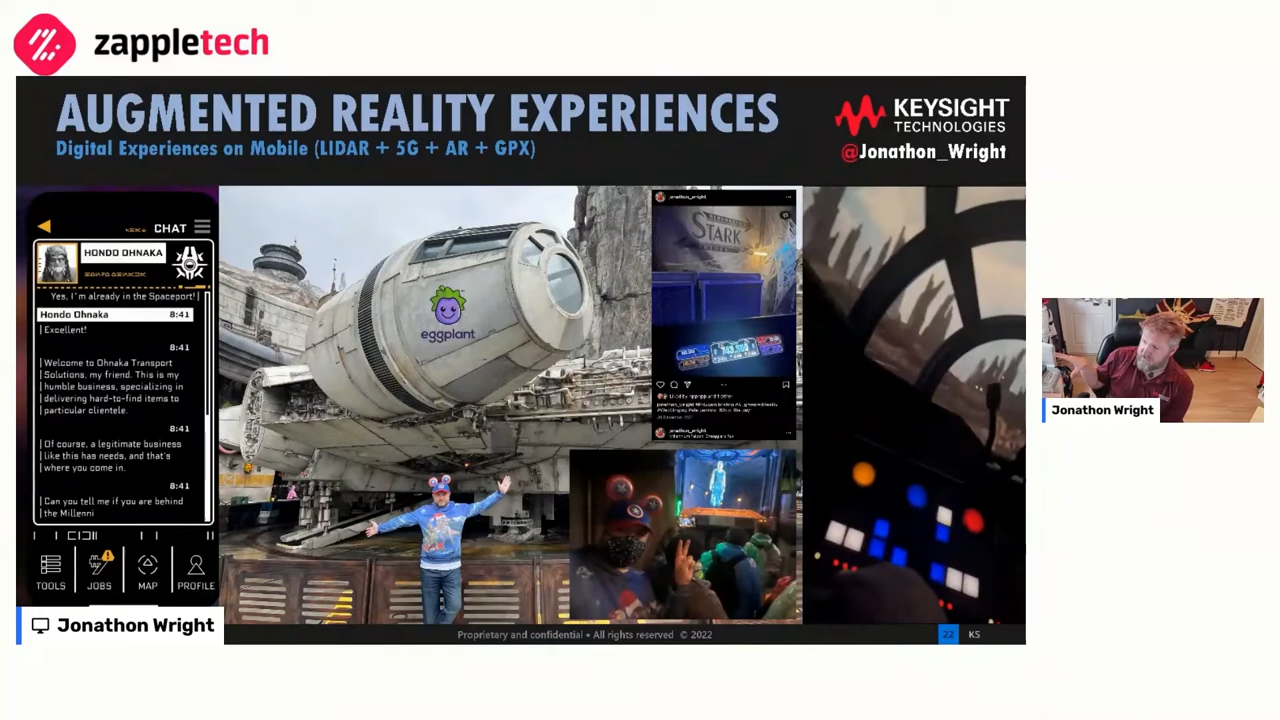 zappletech
AUGMENTED REALITY EXPERIENCES
Digital Experiences on Mobile (LIDAR + 5G + AR + GPX)
KEYSIGHT
TECHNOLOGIES
@Jonathon_Wright
CHAT
HONDO OHNAKA
Yes, I'm already in the Spaceport!
Hondo Ohnaka 8:41
Excellent!
8:41
Welcome to Ohnaka Transport
Solutions, my friend. This is my
humble business, specializing in
delivering hard-to-find items to
particular clientele.
8:41
Of course, a legitimate business
like this has needs, and that's
where you come in.
8:41
Can you tell me if you are behind
the Millenni
TOOLS
JOBS
MAP
PROFILE
eggplant
jonathon_wright
STARK
jonathon_wright
Jonathon Wright
Proprietary and confidential • All rights reserved © 2022
22 KS
Jonathon Wright